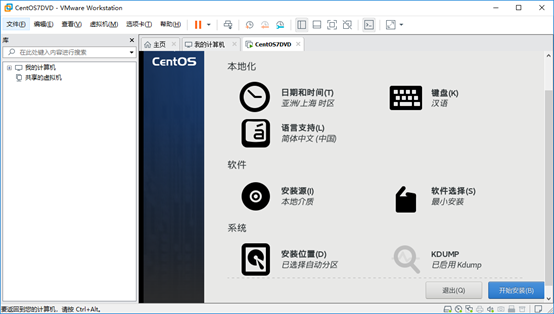 CentOS7DVD - VMware Workstation
文件(F) 编辑(E) 查看(V) 虚拟机(M) 选项卡(T) 帮助(H)
库
在此处键入内容进行搜索
我的计算机
共享的虚拟机
主页 我的计算机 CentOS7DVD
CentOS
本地化
日期和时间(T)
亚洲/上海 时区
键盘(K)
汉语
语言支持(L)
简体中文 (中国)
软件
安装源(I)
本地介质
软件选择(S)
最小安装
系统
安装位置(D)
已选择自动分区
KDUMP
已启用 Kdump
退出(Q) 开始安装(B)
要返回到您的计算机，请按 Ctrl+Alt。